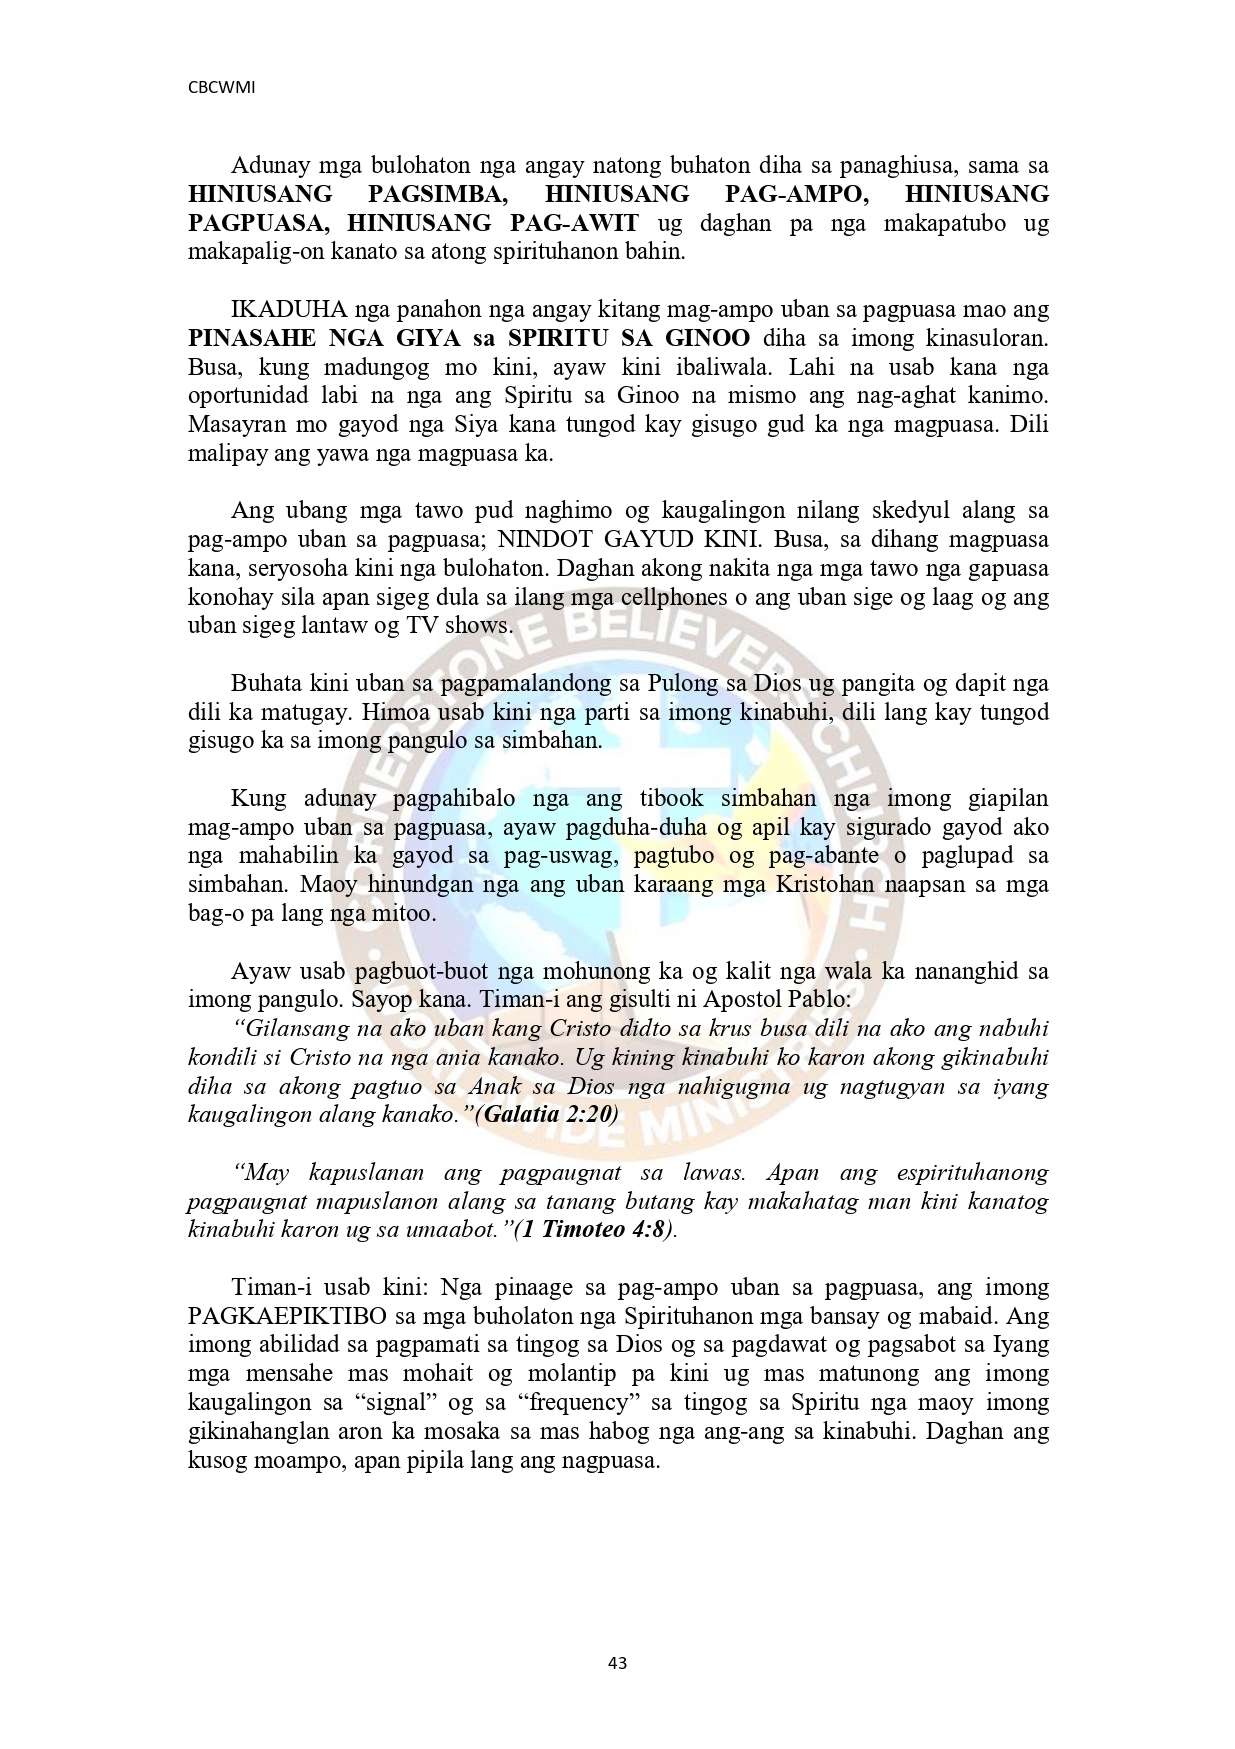 CBCWMI
Adunay mga bulohaton nga angay natong buhaton diha sa panaghiusa, sama sa
HINIUSANG PAGSIMBA, HINIUSANG PAG-AMPO, HINIUSANG
PAGPUASA, HINIUSANG PAG-AWIT ug daghan pa nga makapatubo ug
makapalig-on kanato sa atong spirituhanon bahin.
IKADUHA nga panahon nga angay kitang mag-ampo uban sa pagpuasa mao ang
PINASAHE NGA GIYA sa SPIRITU SA GINOO diha sa imong kinasuloran.
Busa, kung madungog mo kini, ayaw kini ibaliwala. Lahi na usab kana nga
oportunidad labi na nga ang Spiritu sa Ginoo na mismo ang nag-aghat kanimo.
Masayran mo gayod nga Siya kana tungod kay gisugo gud ka nga magpuasa. Dili
malipay ang yawa nga magpuasa ka.
Ang ubang mga tawo pud naghimo og kaugalingon nilang skedyul alang sa
pag-ampo uban sa pagpuasa; NINDOT GAYUD KINI. Busa, sa dihang magpuasa
kana, seryosoha kini nga bulohaton. Daghan akong nakita nga mga tawo nga gapuasa
konohay sila apan sigeg dula sa ilang mga cellphones o ang uban sige og laag og ang
uban sigeg lantaw og TV shows.
Buhata kini uban sa pagpamalandong sa Pulong sa Dios ug pangita og dapit nga
dili ka matugay. Himoa usab kini nga parti sa imong kinabuhi, dili lang kay tungod
gisugo ka sa imong pangulo sa simbahan.
Kung adunay pagpahibalo nga ang tibook simbahan nga imong giapilan
mag-ampo uban sa pagpuasa, ayaw pagduha-duha og apil kay sigurado gayod ako
nga mahabilin ka gayod sa pag-uswag, pagtubo og pag-abante o paglupad sa
simbahan. Maoy hinundgan nga ang uban karaang mga Kristohan naapsan sa mga
bag-o pa lang nga mitoo.
Ayaw usab pagbuot-buot nga mohunong ka og kalit nga wala ka nananghid sa
imong pangulo. Sayop kana. Timan-i ang gisulti ni Apostol Pablo:
“Gilansang na ako uban kang Cristo didto sa krus busa dili na ako ang nabuhi
kondili si Cristo na nga ania kanako. Ug kining kinabuhi ko karon akong gikinabuhi
diha sa akong pagtuo sa Anak sa Dios nga nahigugma ug nagtugyan sa iyang
kaugalingon alang kanako.”(Galatia 2:20)
“May kapuslanan ang pagpaugnat sa lawas. Apan ang espirituhanong
pagpaugnat mapuslanon alang sa tanang butang kay makahatag man kini kanatog
kinabuhi karon ug sa umaabot.”(1 Timoteo 4:8).
Timan-i usab kini: Nga pinaage sa pag-ampo uban sa pagpuasa, ang imong
PAGKAEPIKTIBO sa mga buholaton nga Spirituhanon mga bansay og mabaid. Ang
imong abilidad sa pagpamati sa tingog sa Dios og sa pagdawat og pagsabot sa Iyang
mga mensahe mas mohait og molantip pa kini ug mas matunong ang imong
kaugalingon sa “signal” og sa “frequency” sa tingog sa Spiritu nga maoy imong
gikinahanglan aron ka mosaka sa mas habog nga ang-ang sa kinabuhi. Daghan ang
kusog moampo, apan pipila lang ang nagpuasa.
CORNERSTONE BELIEVERS CHURCH
WORLDWIDE MINISTRIES
43